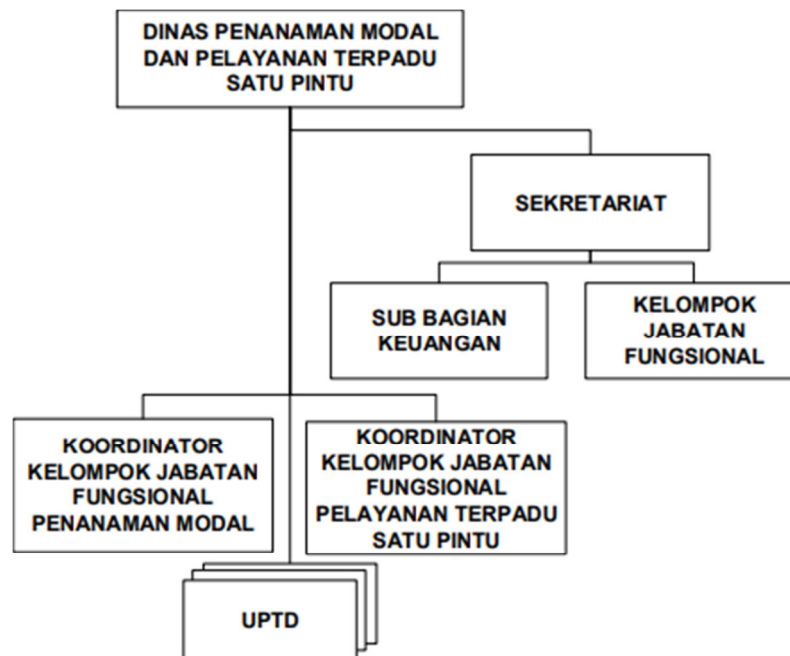 DINAS PENANAMAN MODAL
DAN PELAYANAN TERPADU
SATU PINTU
SEKRETARIAT
SUB BAGIAN
KEUANGAN
KELOMPOK
JABATAN
FUNGSIONAL
KOORDINATOR
KELOMPOK JABATAN
FUNGSIONAL
PENANAMAN MODAL
KOORDINATOR
KELOMPOK JABATAN
FUNGSIONAL
PELAYANAN TERPADU
SATU PINTU
UPTD